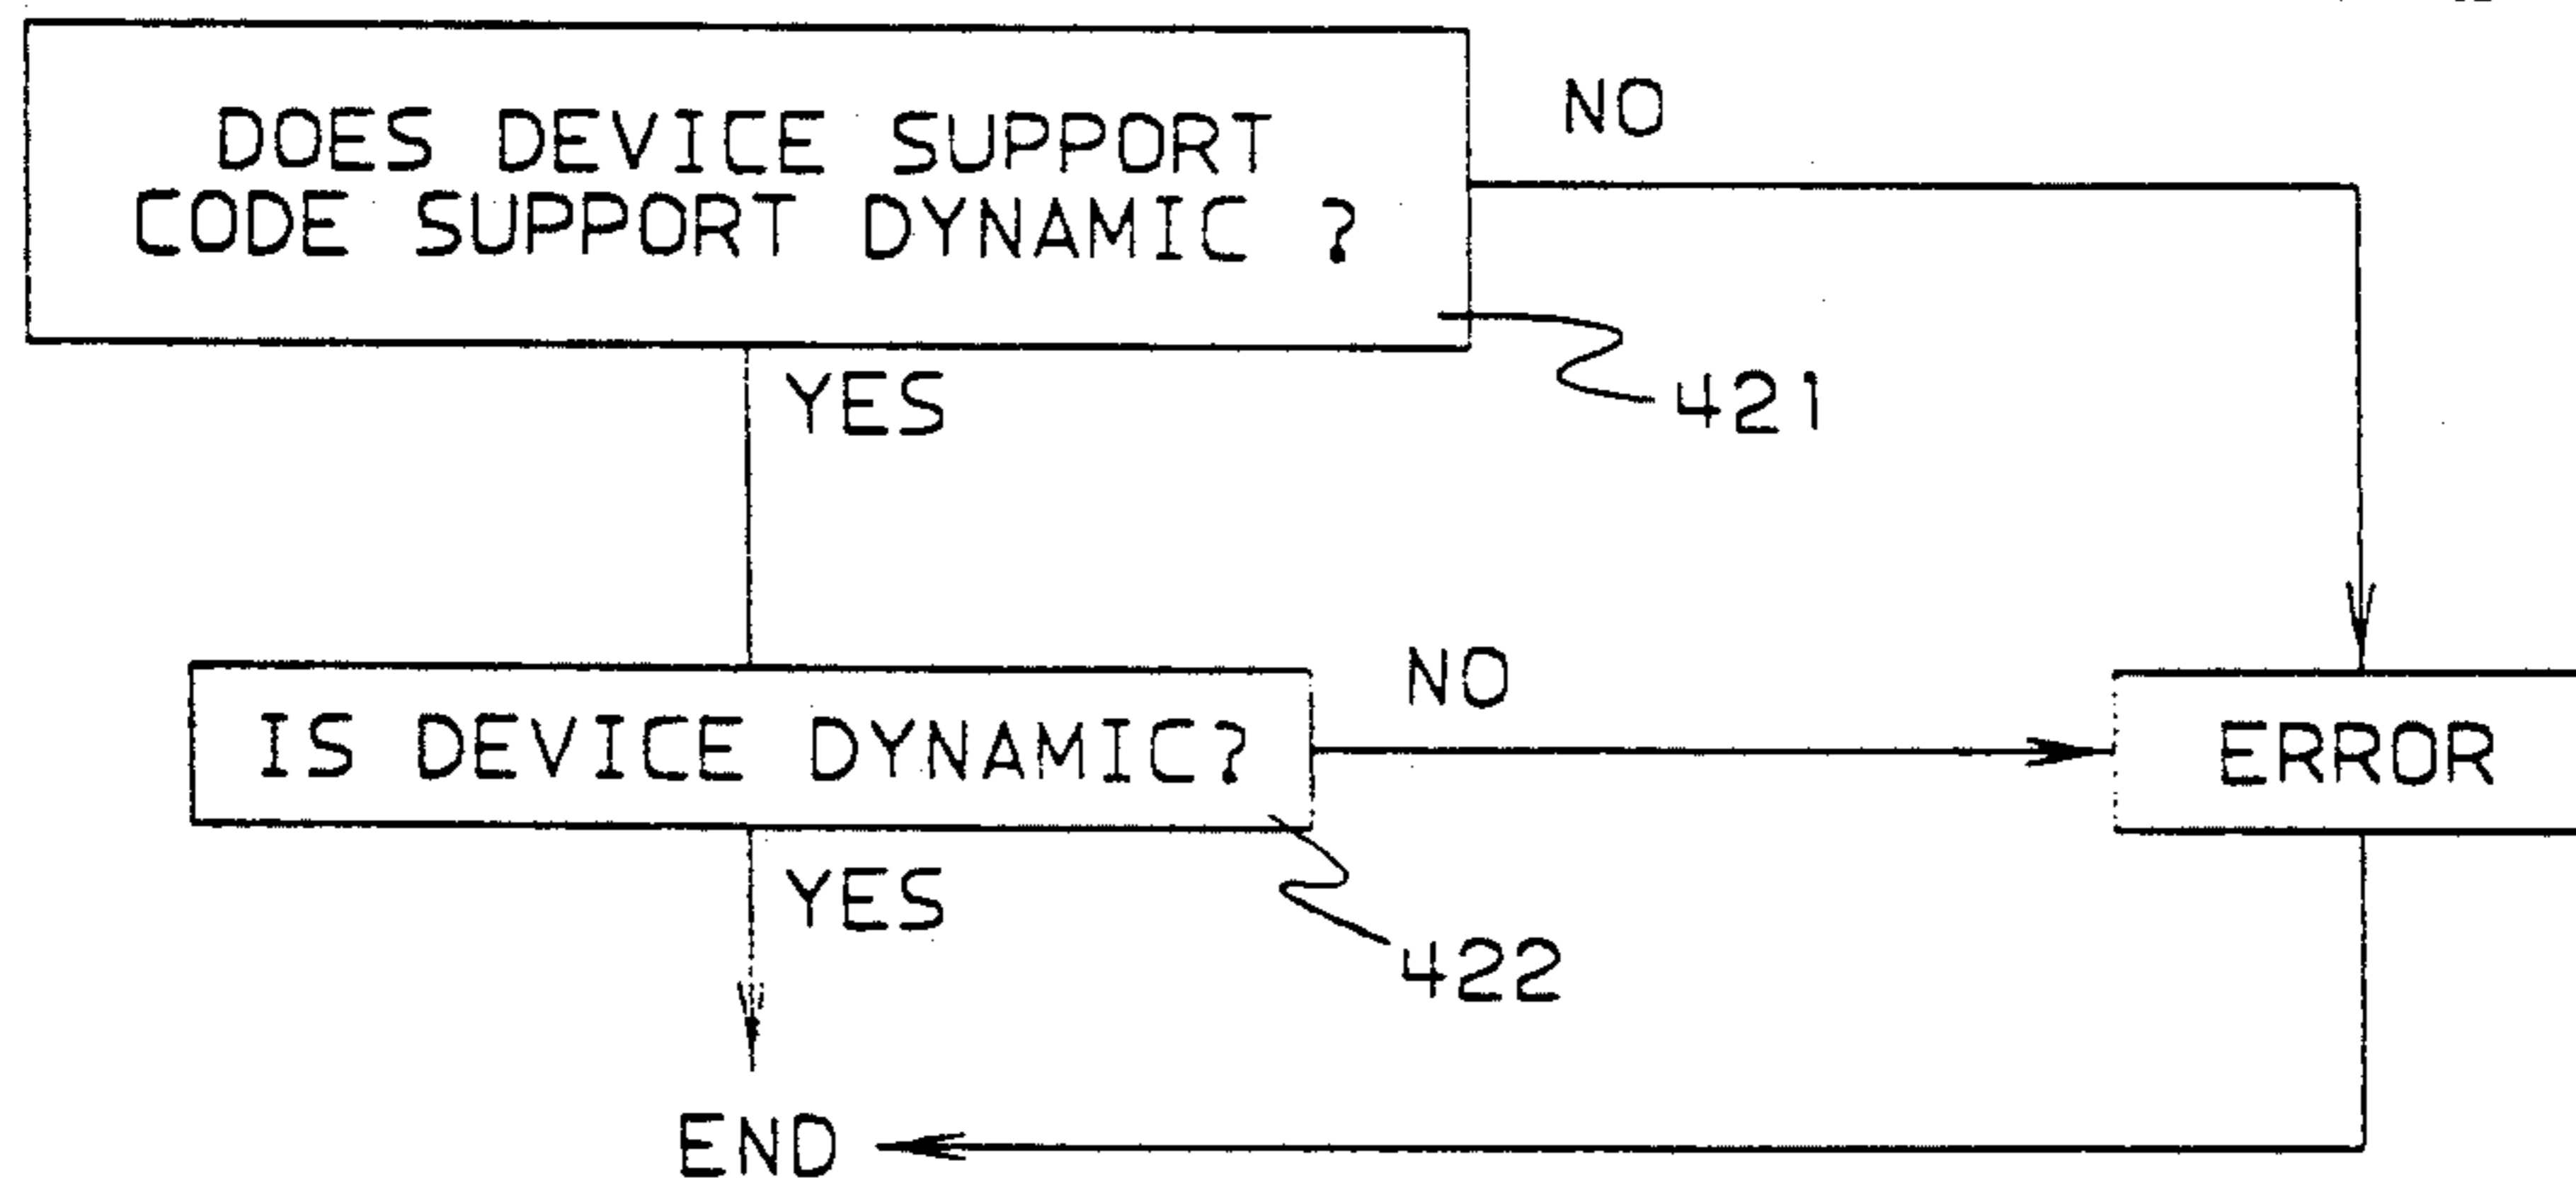 DOES DEVICE SUPPORT
CODE SUPPORT DYNAMIC ?
NO
YES
421
IS DEVICE DYNAMIC?
NO
ERROR
YES
422
END